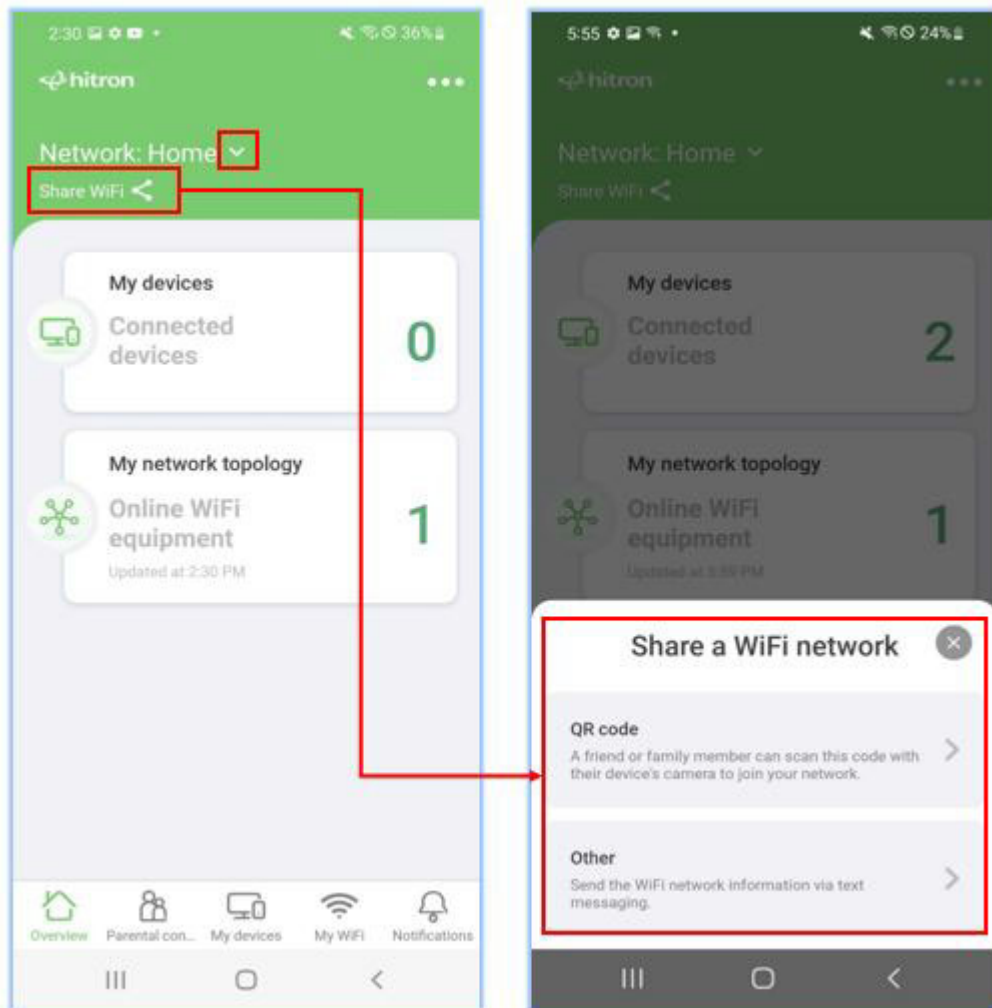 2:30 36%
hitron
Network: Home
Share WiFi
My devices
Connected
devices
0
My network topology
Online WiFi
equipment
1
Updated at 2:30 PM
Overview Parental con... My devices My WiFi Notifications
5:55 24%
hitron
Network: Home
Share WiFi
My devices
Connected
devices
2
My network topology
Online WiFi
equipment
1
Updated at PM
Share a WiFi network
QR code
A friend or family member can scan this code with
their device's camera to join your network.
Other
Send the WiFi network information via text
messaging.